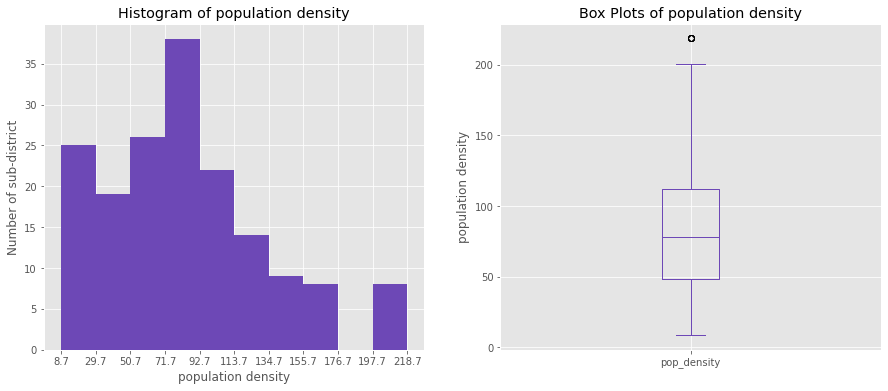 Histogram of population density
Number of sub-district
35
30
25
20
15
10
5
0
8.7 29.7 50.7 71.7 92.7 113.7 134.7 155.7 176.7 197.7 218.7
population density
Box Plots of population density
population density
200
150
100
50
0
pop_density